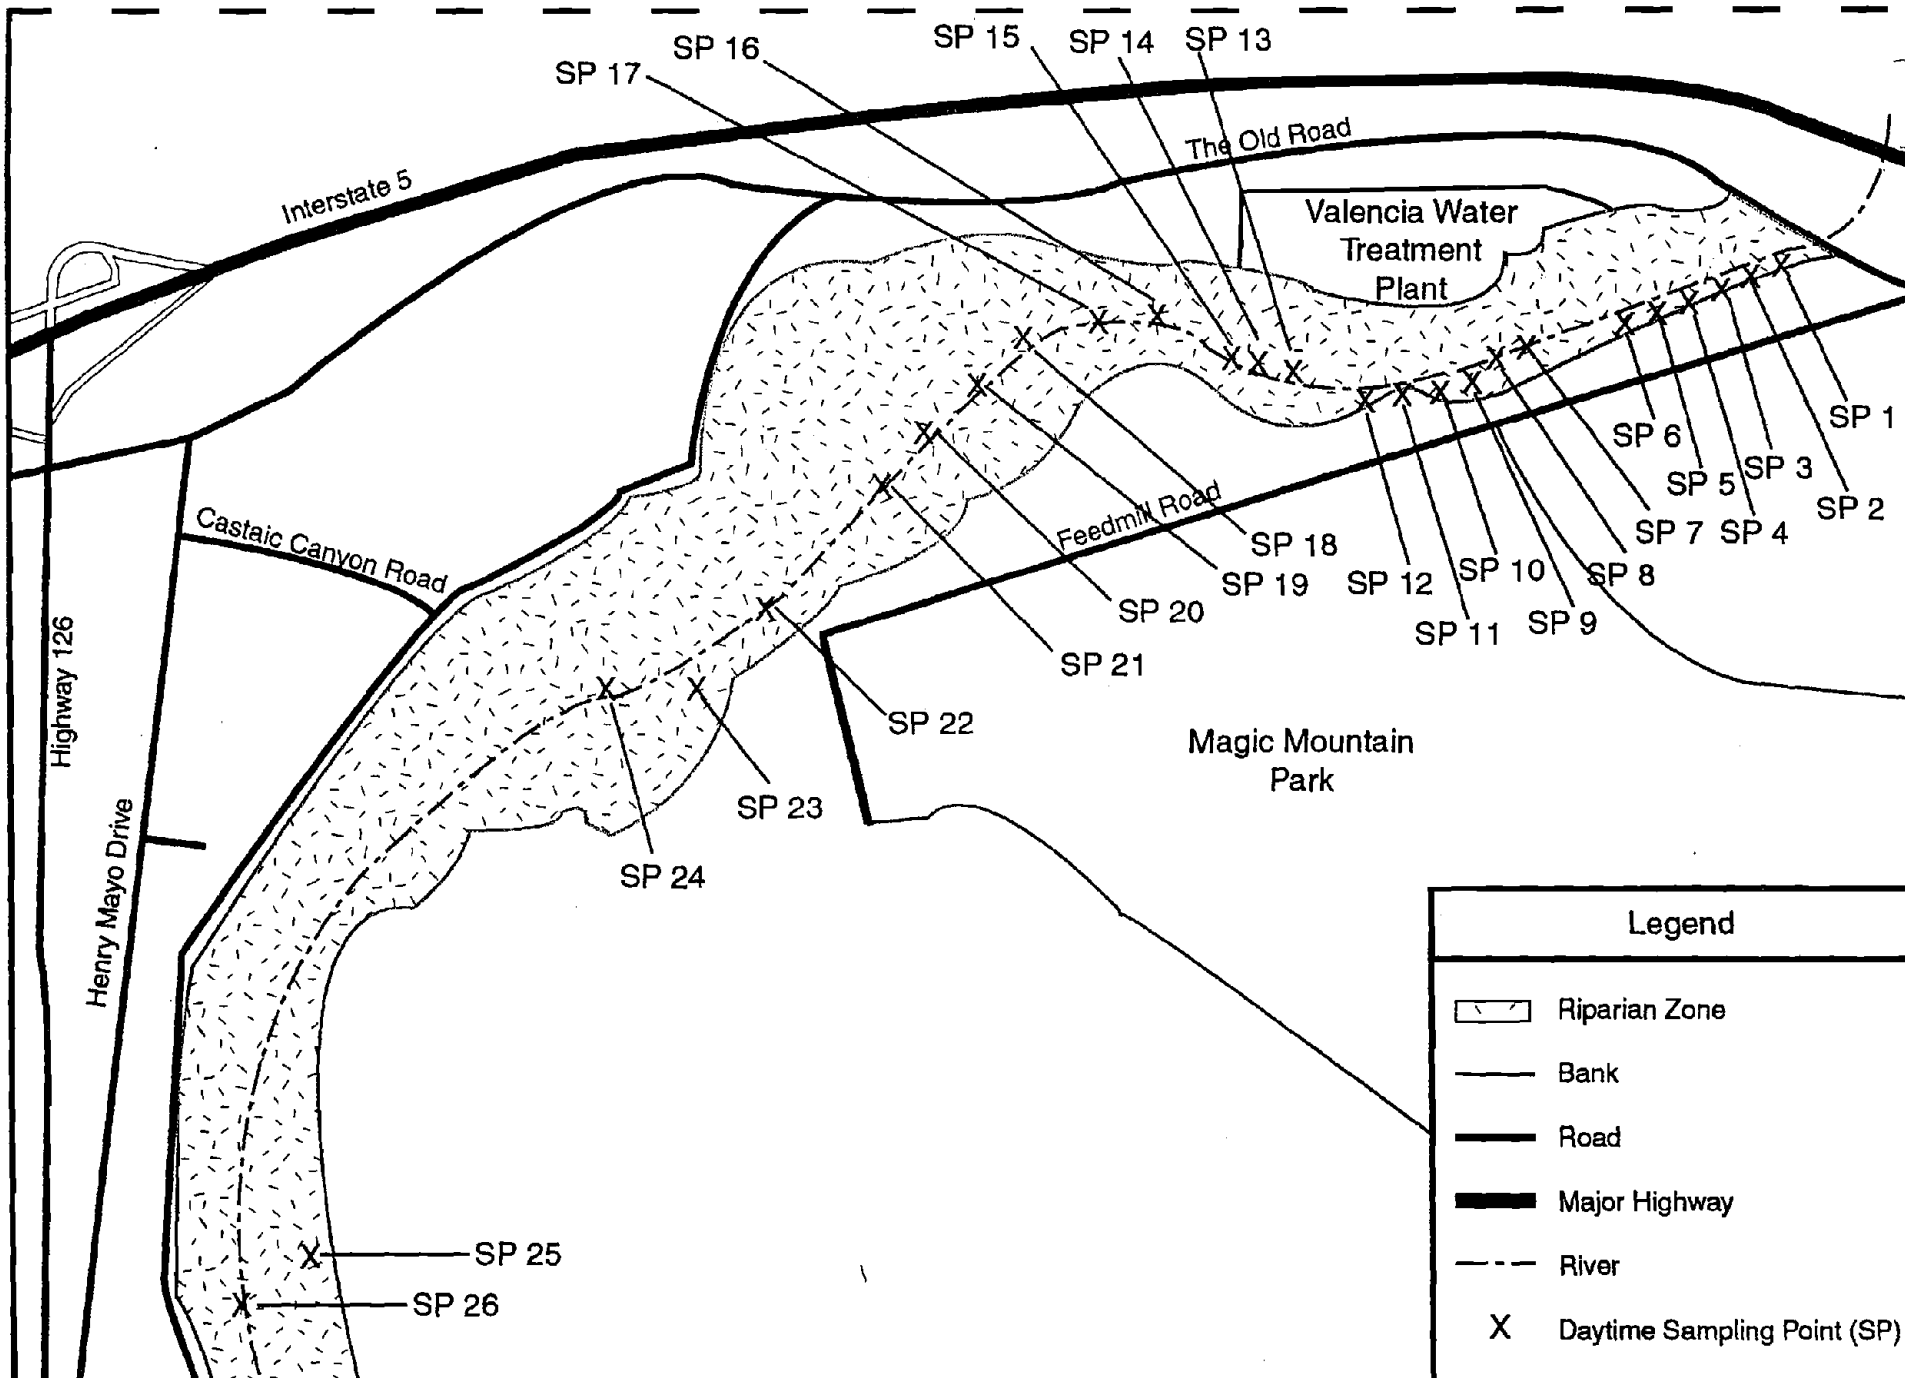 SP 15
SP 14
SP 13
SP 16
SP 17
The Old Road
Interstate 5
Valencia Water
Treatment
Plant
SP 1
SP 6
SP 3
SP 5
SP 2
SP 7
SP 4
Feedmill Road
SP 18
SP 10
SP 8
SP 19
SP 12
Castaic Canyon Road
SP 20
SP 9
SP 11
SP 21
Highway 126
SP 22
Magic Mountain
Park
SP 23
SP 24
Henry Mayo Drive
SP 25
SP 26
Legend
Riparian Zone
Bank
Road
Major Highway
River
X Daytime Sampling Point (SP)